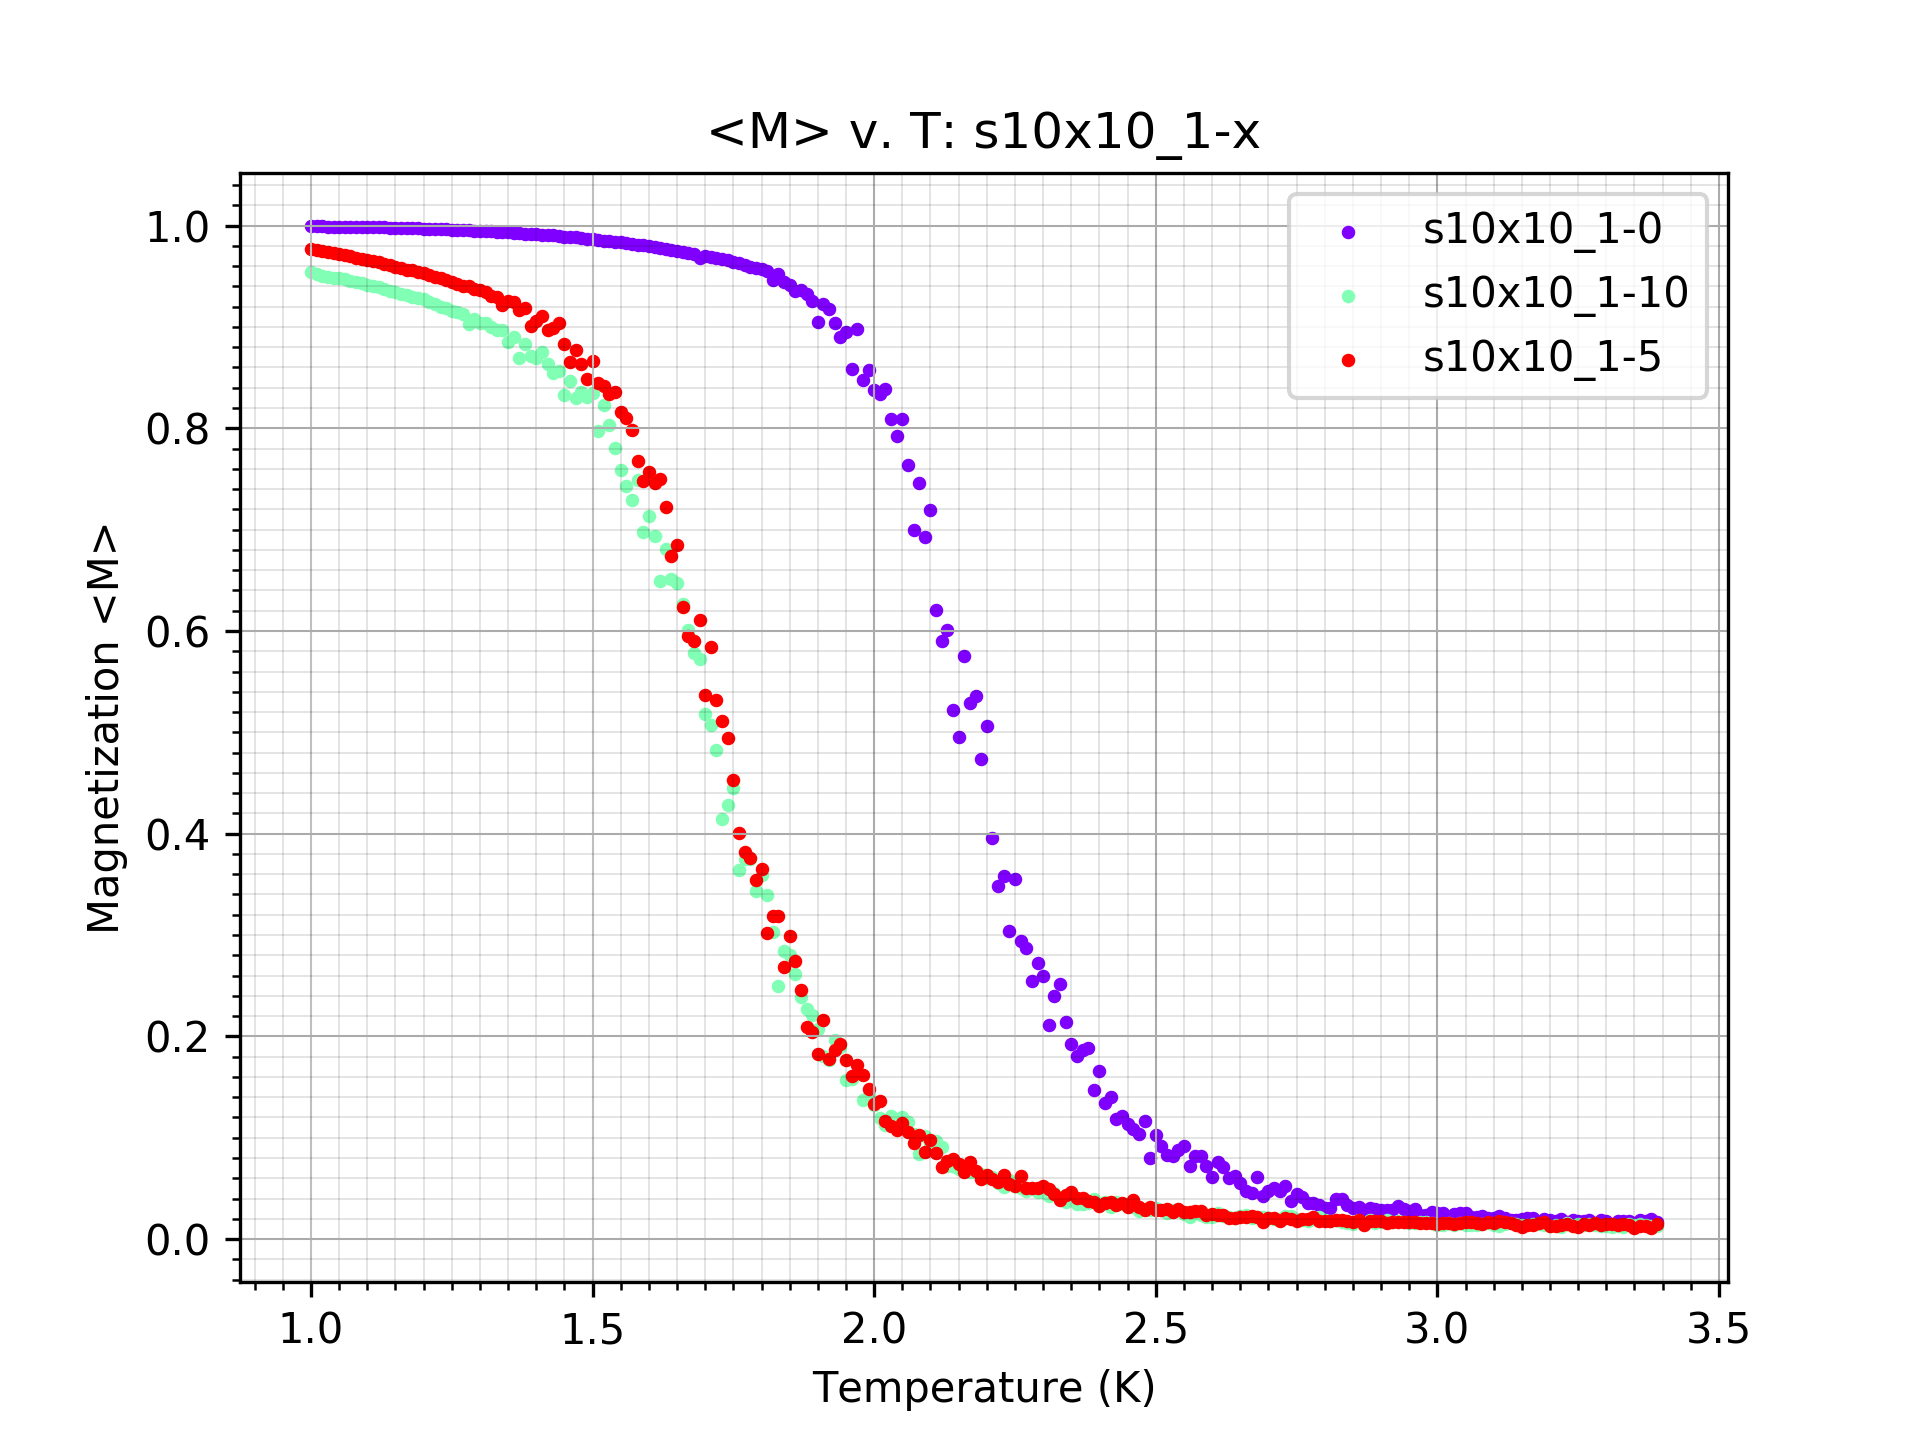 <M> v. T: s10x10_1-x
s10x10_1-0
s10x10_1-10
s10x10_1-5
Magnetization <M>
1.0
0.8
0.6
0.4
0.2
0.0
1.0 1.5 2.0 2.5 3.0 3.5
Temperature (K)